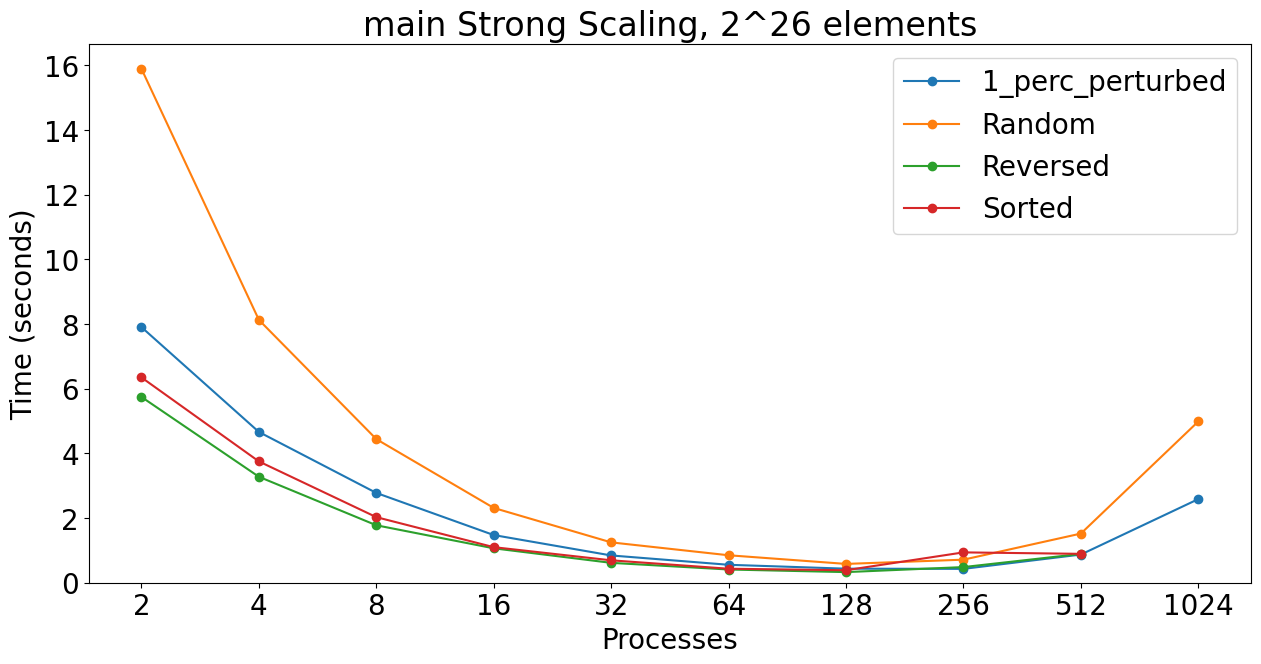 main Strong Scaling, 2^26 elements
1_perc_perturbed
Random
Reversed
Sorted
Time (seconds)
16
14
12
10
8
6
4
2
0
2 4 8 16 32 64 128 256 512 1024
Processes